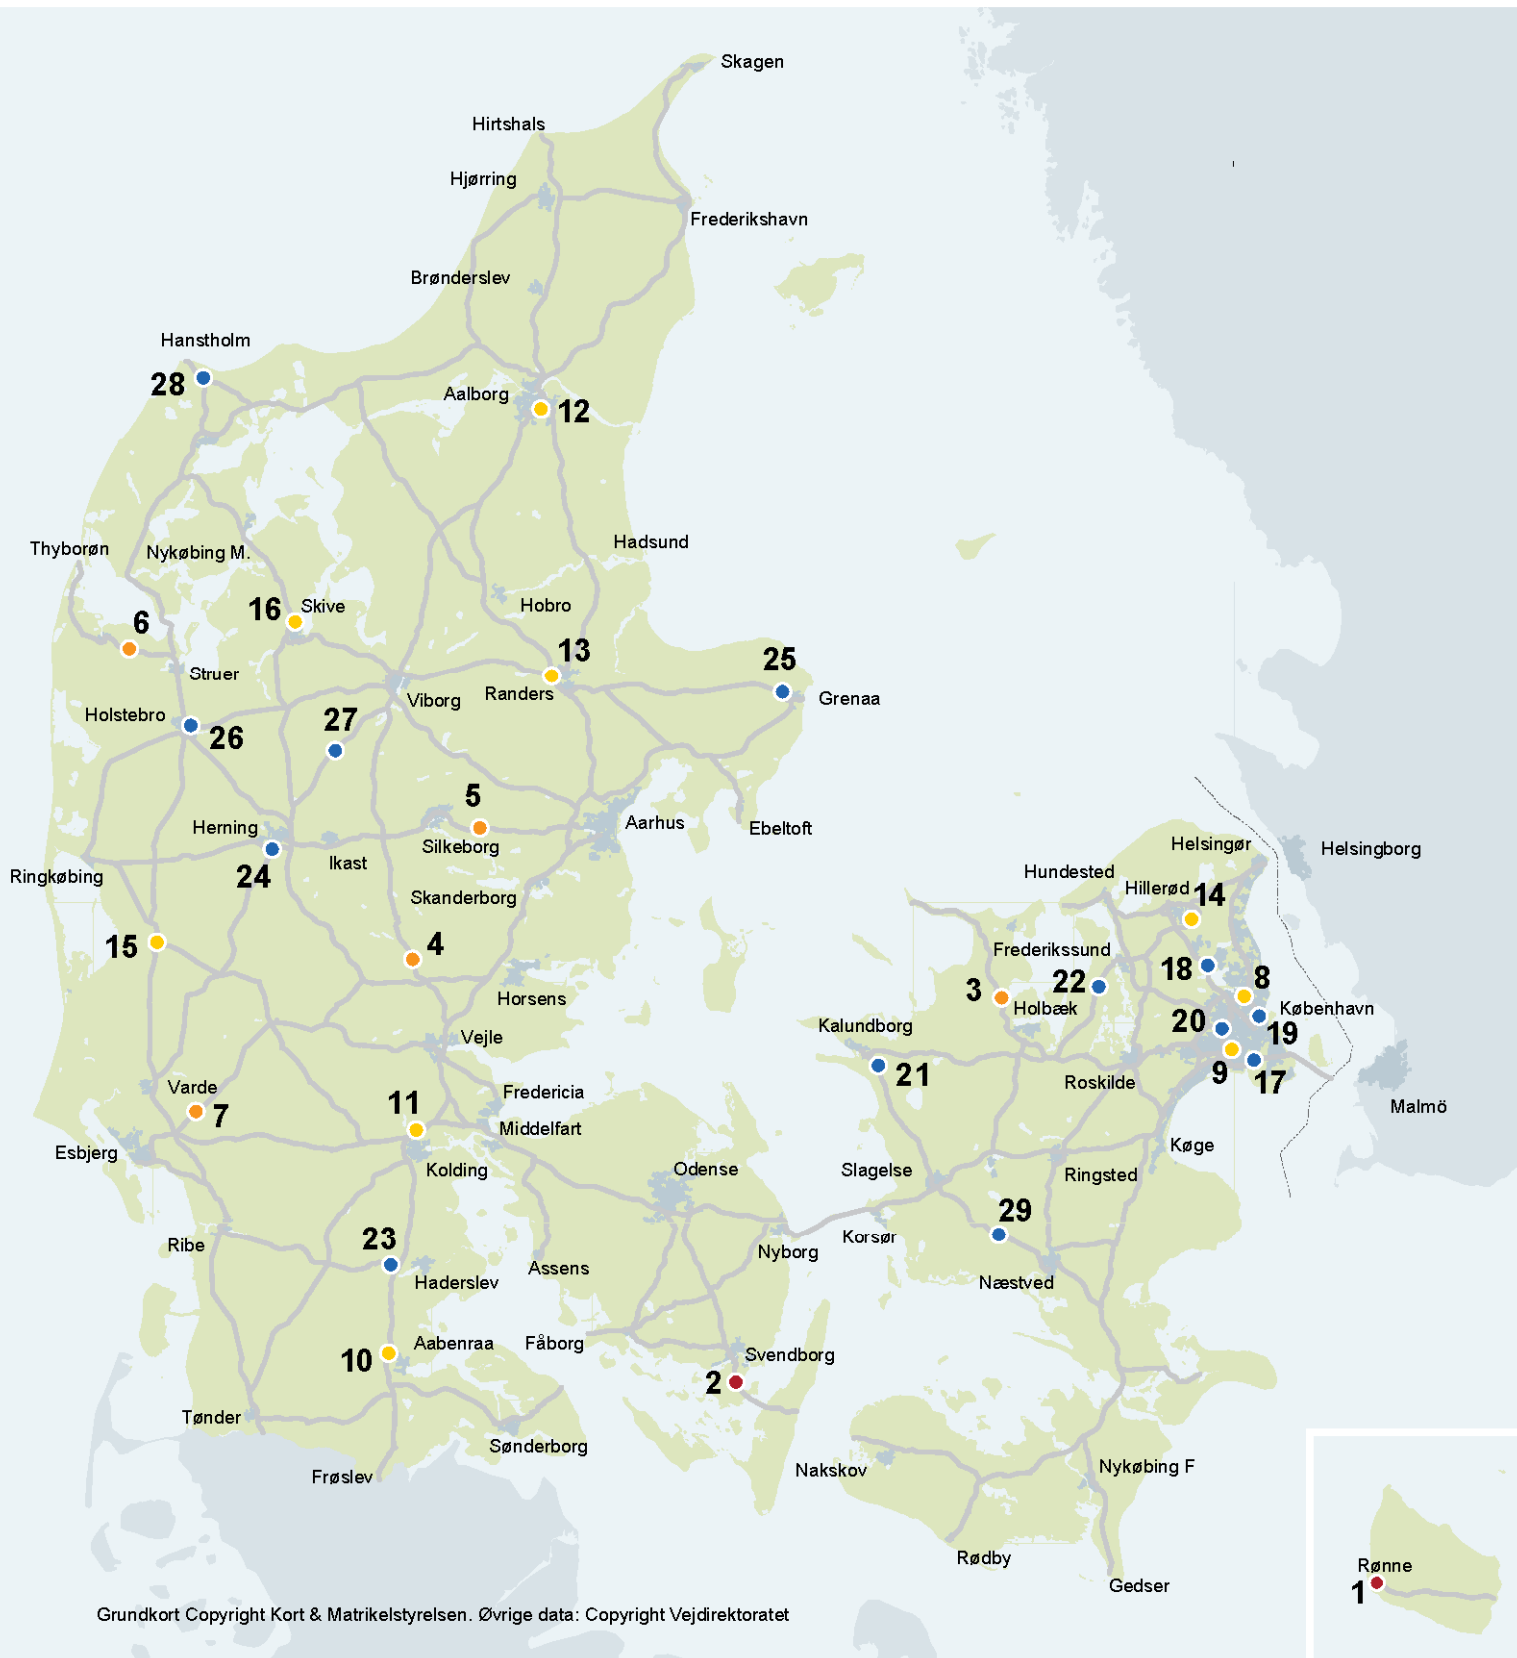 Skagen
Hirtshals
Hjørring
Frederikshavn
Brønderslev
Hanstholm
28
Aalborg
12
Thyborøn
Nykøbing M.
Hadsund
16
Skive
Hobro
6
13
25
Struer
Viborg
Randers
Grenaa
Holstebro
26
27
5
Herning
Ikast
Silkeborg
Aarhus
Ebeltoft
Helsingør
Helsingborg
Ringkøbing
24
Skanderborg
Hundested
Hillerød
14
15
4
Frederikssund
18
8
Horsens
3
22
Holbæk
København
Kalundborg
20
19
Vejle
21
Roskilde
9
17
Varde
7
11
Fredericia
Middelfart
Malmö
Esbjerg
Kolding
Odense
Slagelse
Ringsted
Køge
Ribe
23
Haderslev
Assens
Nyborg
Korsør
29
Næstved
10
Aabenraa
Fåborg
Svendborg
2
Tønder
Sønderborg
Frøslev
Nakskov
Nykøbing F
Rødby
Gedser
Rønne
1
Grundkort Copyright Kort & Matrikelstyrelsen. Øvrige data: Copyright Vejdirektoratet